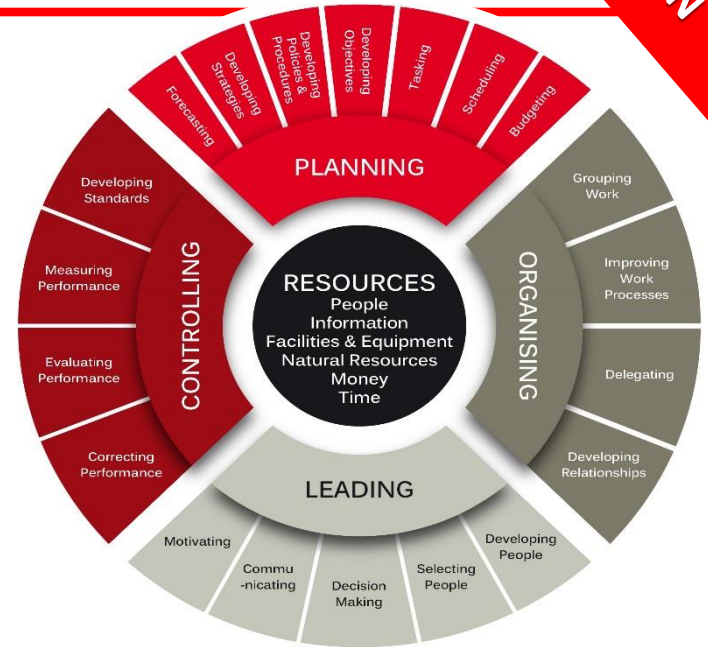 Forecasting
Developing
Strategies
Developing
Policies &
Procedures
Developing
Objectives
Tasking
Scheduling
Budgeting
PLANNING
Grouping
Work
Improving
Work
Processes
Delegating
Developing
Relationships
ORGANISING
Developing
People
Selecting
People
Decision
Making
Commu
-nicating
Motivating
LEADING
Developing
Standards
Measuring
Performance
Evaluating
Performance
Correcting
Performance
CONTROLLING
RESOURCES
People
Information
Facilities & Equipment
Natural Resources
Money
Time